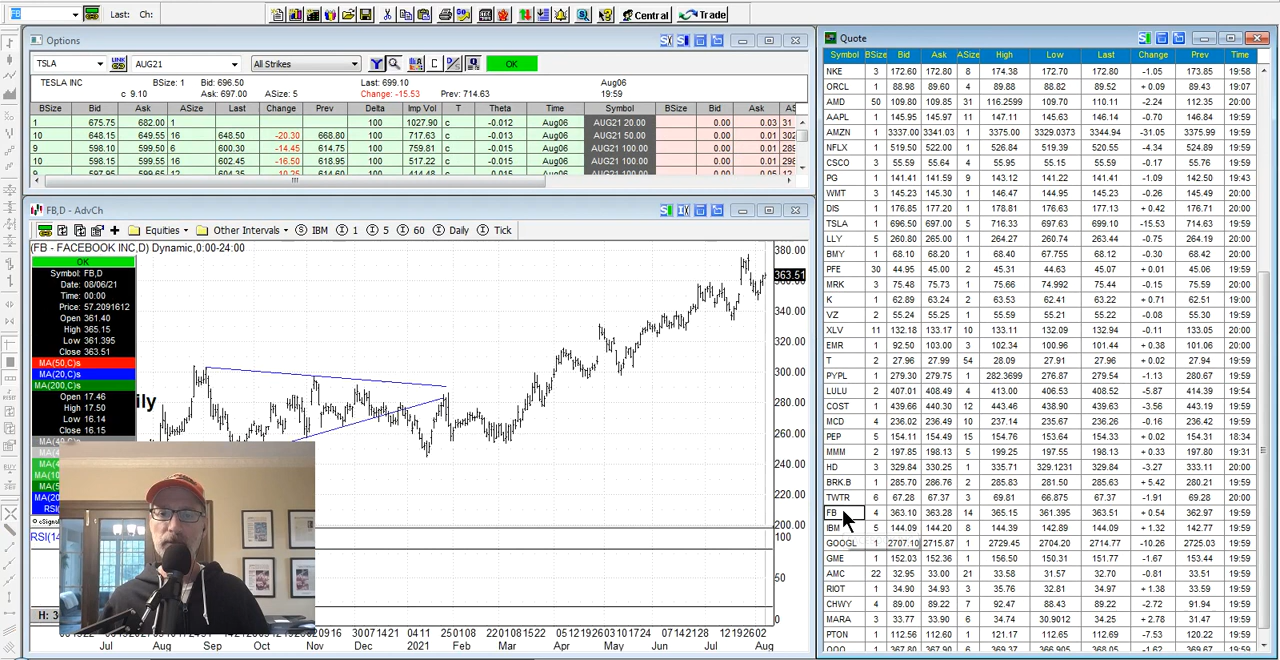 FB Last: Ch: Central Trade
Options
TSLA LINK AUG21 All Strikes C OK
TESLA INC BSize: 1 Bid: 696.50 Last: 699.10 Aug06
c 9.10 Ask: 697.00 ASize: 5 Change: -15.53 Prev: 714.63 19:59
BSize Bid Ask ASize Last Change Prev Delta Imp Vol T Theta Time Symbol BSize Bid Ask AS
1 675.75 682.00 1 100 1027.90 c -0.012 Aug06 AUG21 20.00 0.00 0.03 31
10 648.15 649.55 16 648.50 -20.30 668.80 100 717.63 c -0.013 Aug06 AUG21 50.00 0.00 0.01 302
9 598.10 599.50 6 600.30 -14.45 614.75 100 759.81 c -0.012 Aug06 AUG21 100.00 0.00 0.01 289
10 598.15 599.65 16 602.45 -16.50 618.95 100 517.22 c -0.014 Aug06 AUG21 100.00 0.00 0.01 298
FB,D - AdvCh
Equities Other Intervals IBM 1 5 60 Daily Tick
(FB - FACEBOOK INC,D) Dynamic,0:00-24:00
OK
Symbol: FB,D
Date: 08/06/21
Time: 00:00
Price: 57.2091612
Open 361.40
High 365.15
Low 361.395
Close 363.51
MA(50,C)s
MA(20,C)s
MA(200,C)s
Open 17.46
High 17.50
Low 16.14
Close 16.15
ily
380.00
363.51
360.00
340.00
320.00
300.00
280.00
260.00
240.00
220.00
200.00
100
50
0
RSI(14
H: 3
Jul Aug Sep Oct Nov Dec 2021 Feb Mar Apr May Jun Jul Aug
Quote
Symbol BSize Bid Ask ASize High Low Last Change Prev Time
NKE 3 172.60 172.80 8 174.38 172.70 172.80 -1.05 173.85 19:58
ORCL 1 88.98 89.60 4 89.88 88.82 89.52 + 0.09 89.43 19:07
AMD 50 109.80 109.85 31 116.2599 109.70 110.11 -2.24 112.35 20:00
AAPL 1 145.95 145.97 11 147.11 145.63 146.14 -0.70 146.84 20:00
AMZN 1 3337.00 3341.03 1 3375.00 3329.0373 3344.94 -31.05 3375.99 20:00
NFLX 1 519.50 522.00 1 526.84 519.39 520.55 -4.34 524.89 20:00
CSCO 1 55.59 55.64 4 55.95 55.15 55.59 -0.17 55.76 19:59
PG 1 141.41 141.59 9 143.12 141.22 141.41 -1.09 142.50 19:43
WMT 3 145.23 145.30 1 146.47 144.95 145.23 -0.26 145.49 20:00
DIS 1 176.85 177.20 1 178.81 176.63 177.13 + 0.42 176.71 20:00
TSLA 1 696.50 697.00 5 716.33 697.63 699.10 -15.53 714.63 19:59
LLY 5 260.80 265.00 1 264.27 260.74 263.44 -0.75 264.19 20:00
BMY 1 68.10 68.20 4 68.40 67.755 68.12 -0.30 68.42 20:00
PFE 30 44.95 45.00 2 45.31 44.63 45.07 + 0.01 45.06 19:59
MRK 3 75.48 75.73 5 75.66 74.992 75.44 -0.15 75.59 20:00
K 1 62.89 63.24 2 63.53 62.41 63.22 + 0.71 62.51 19:00
VZ 2 55.24 55.25 1 55.59 55.21 55.22 -0.08 55.30 19:59
XLV 11 132.18 133.17 10 133.11 132.09 132.94 -0.11 133.05 20:00
EMR 1 92.50 103.00 2 102.34 100.96 101.44 + 0.38 101.06 20:00
T 2 27.96 27.99 54 28.09 27.91 27.96 + 0.02 27.94 19:59
PYPL 1 279.30 279.75 1 282.3699 276.87 279.54 -1.13 280.67 19:59
LULU 2 407.01 408.49 4 413.50 406.53 408.52 -5.87 414.39 19:54
COST 1 439.66 440.30 12 443.46 438.90 439.63 -3.56 443.19 19:59
MCD 4 236.02 236.49 10 237.14 235.67 236.26 -0.16 236.42 19:59
PEP 5 154.11 154.49 15 154.76 153.64 154.33 + 0.02 154.31 18:34
MMM 2 197.85 198.13 5 199.25 197.55 198.13 + 0.33 197.80 19:31
HD 3 329.84 330.25 1 335.71 329.1231 329.84 -3.27 333.11 20:00
BRK.B 1 285.70 286.76 2 285.83 281.50 285.63 + 5.42 280.21 19:59
TWTR 6 67.28 67.37 3 69.81 66.875 67.37 -1.91 69.28 20:00
FB 4 363.10 363.28 14 365.15 361.395 363.51 + 0.54 362.97 19:59
IBM 5 144.09 144.20 8 144.39 142.89 144.09 + 1.32 142.77 19:59
GOOGL 1 2707.10 2715.87 1 2729.45 2704.20 2714.77 -10.26 2725.03 19:59
GME 1 152.03 152.36 1 156.50 150.31 151.77 -1.67 153.44 19:59
AMC 22 32.95 33.00 21 33.58 31.57 32.70 -0.81 33.51 19:59
RIOT 1 34.90 34.93 3 35.76 32.81 34.97 + 1.38 33.59 19:59
CHWY 4 89.00 89.22 7 92.47 88.43 89.22 -2.72 91.94 19:59
MARA 3 33.77 33.90 6 34.74 30.9012 34.25 + 2.78 31.47 19:59
PTON 1 112.56 112.60 1 121.17 112.65 112.69 -7.53 120.22 19:59